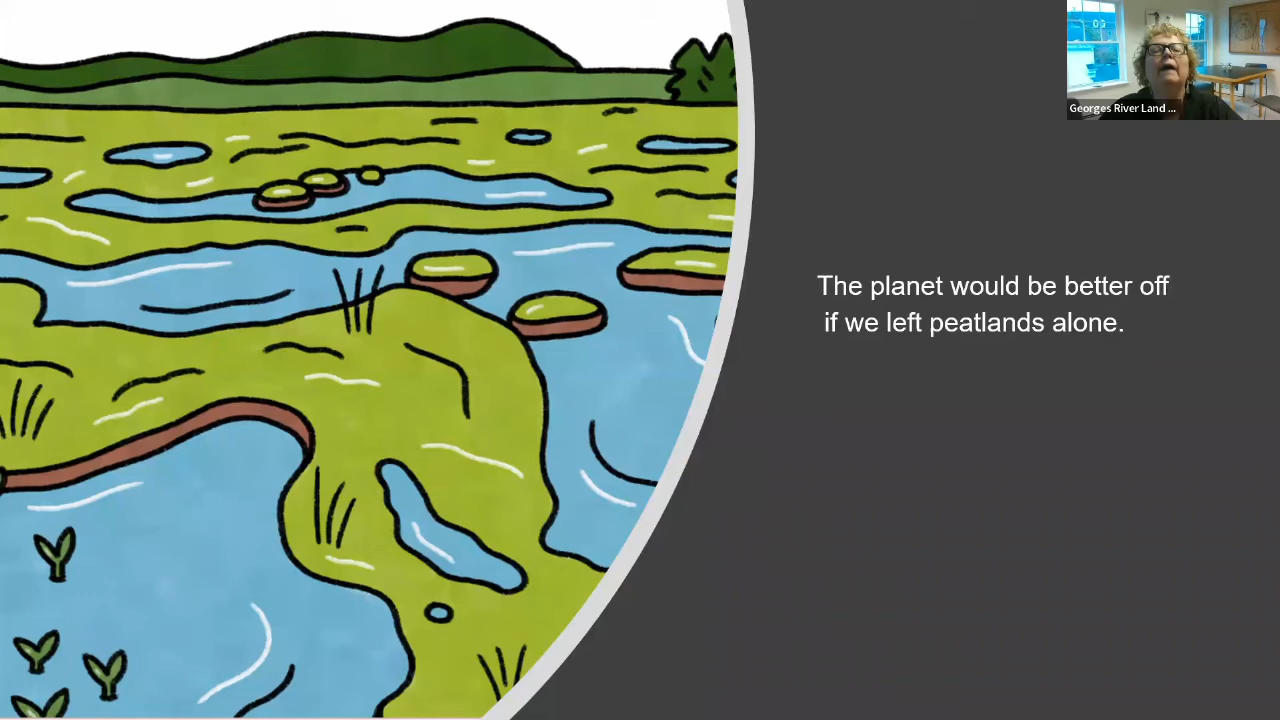 Georges River Land ...
The planet would be better off
if we left peatlands alone.